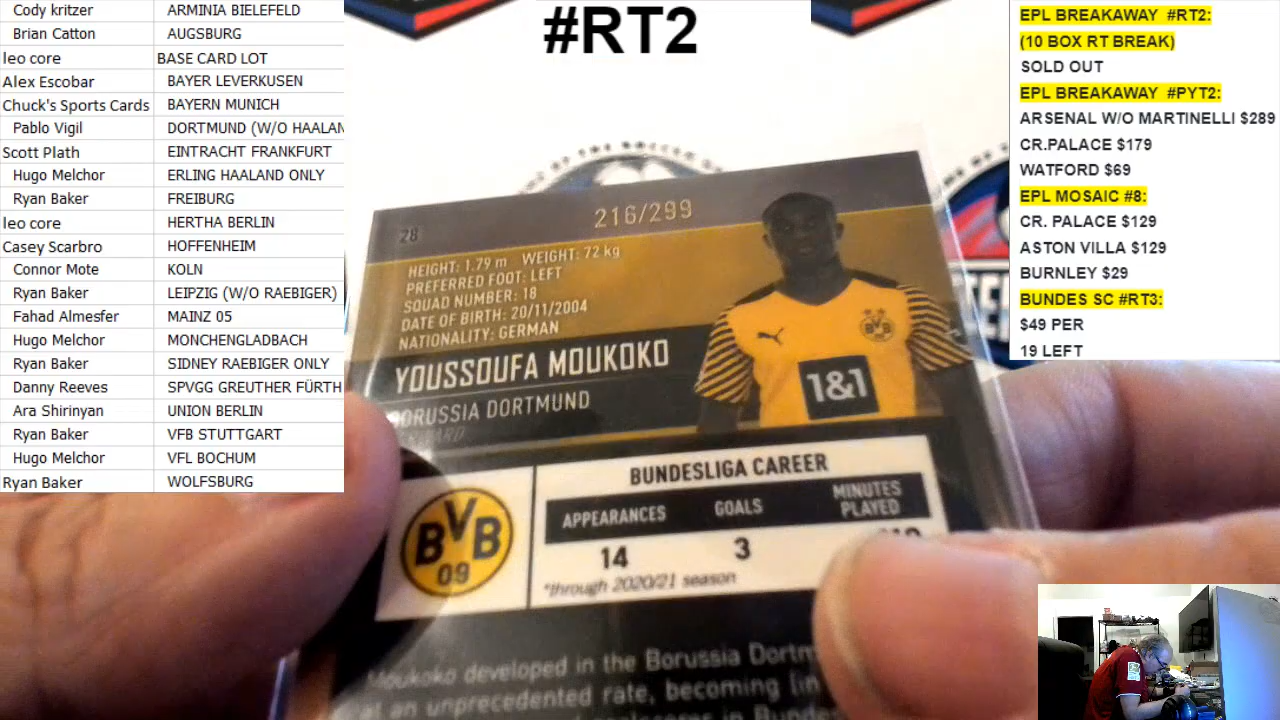 Cody kritzer ARMINIA BIELEFELD
Brian Catton AUGSBURG
leo core BASE CARD LOT
Alex Escobar BAYER LEVERKUSEN
Chuck's Sports Cards BAYERN MUNICH
Pablo Vigil DORTMUND (W/O HAALAN
Scott Plath EINTRACHT FRANKFURT
Hugo Melchor ERLING HAALAND ONLY
Ryan Baker FREIBURG
leo core HERTHA BERLIN
Casey Scarbro HOFFENHEIM
Connor Mote KOLN
Ryan Baker LEIPZIG (W/O RAEBIGER)
Fahad Almesfer MAINZ 05
Hugo Melchor MONCHENGLADBACH
Ryan Baker SIDNEY RAEBIGER ONLY
Danny Reeves SPVGG GREUTHER FÜRTH
Ara Shirinyan UNION BERLIN
Ryan Baker VFB STUTTGART
Hugo Melchor VFL BOCHUM
Ryan Baker WOLFSBURG
#RT2
28
216/299
HEIGHT: 1.79 m WEIGHT: 72 kg
PREFERRED FOOT: LEFT
SQUAD NUMBER: 18
DATE OF BIRTH: 20/11/2004
NATIONALITY: GERMAN
YOUSSOUFA MOUKOKO
BORUSSIA DORTMUND
BVB
09
1&1
BVB
09
BUNDESLIGA CAREER
APPEARANCES GOALS MINUTES PLAYED
14 3
*through 2020/21 season
Moukoko developed in the Borussia Dortm
at an unprecedented rate, becoming [in
in Bundes
EPL BREAKAWAY #RT2:
(10 BOX RT BREAK)
SOLD OUT
EPL BREAKAWAY #PYT2:
ARSENAL W/O MARTINELLI $289
CR.PALACE $179
WATFORD $69
EPL MOSAIC #8:
CR. PALACE $129
ASTON VILLA $129
BURNLEY $29
BUNDES SC #RT3:
$49 PER
19 LEFT